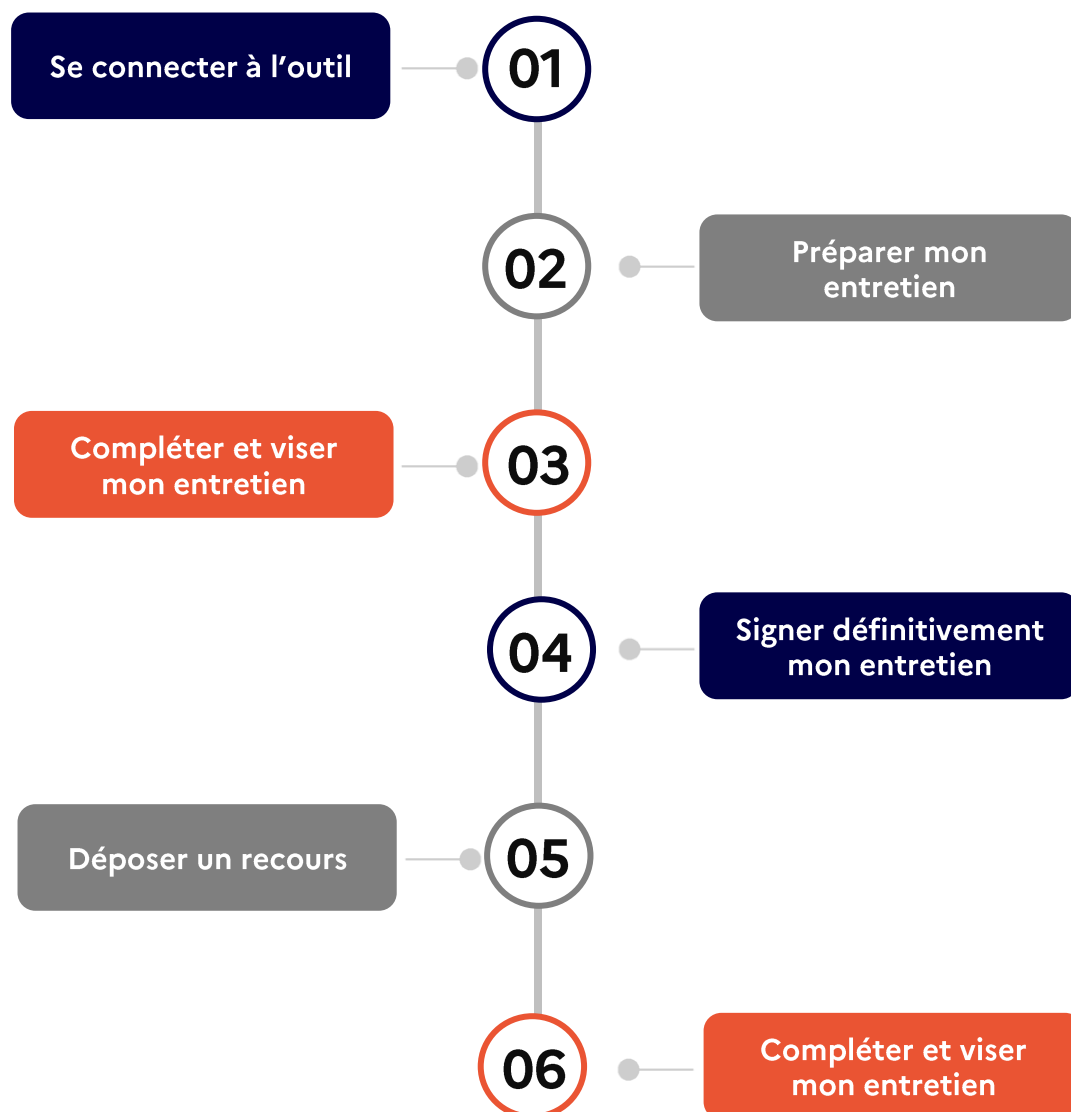 Se connecter à l’outil
01
02
Préparer mon
entretien
Compléter et viser
mon entretien
03
04
Signer définitivement
mon entretien
Déposer un recours
05
06
Compléter et viser
mon entretien